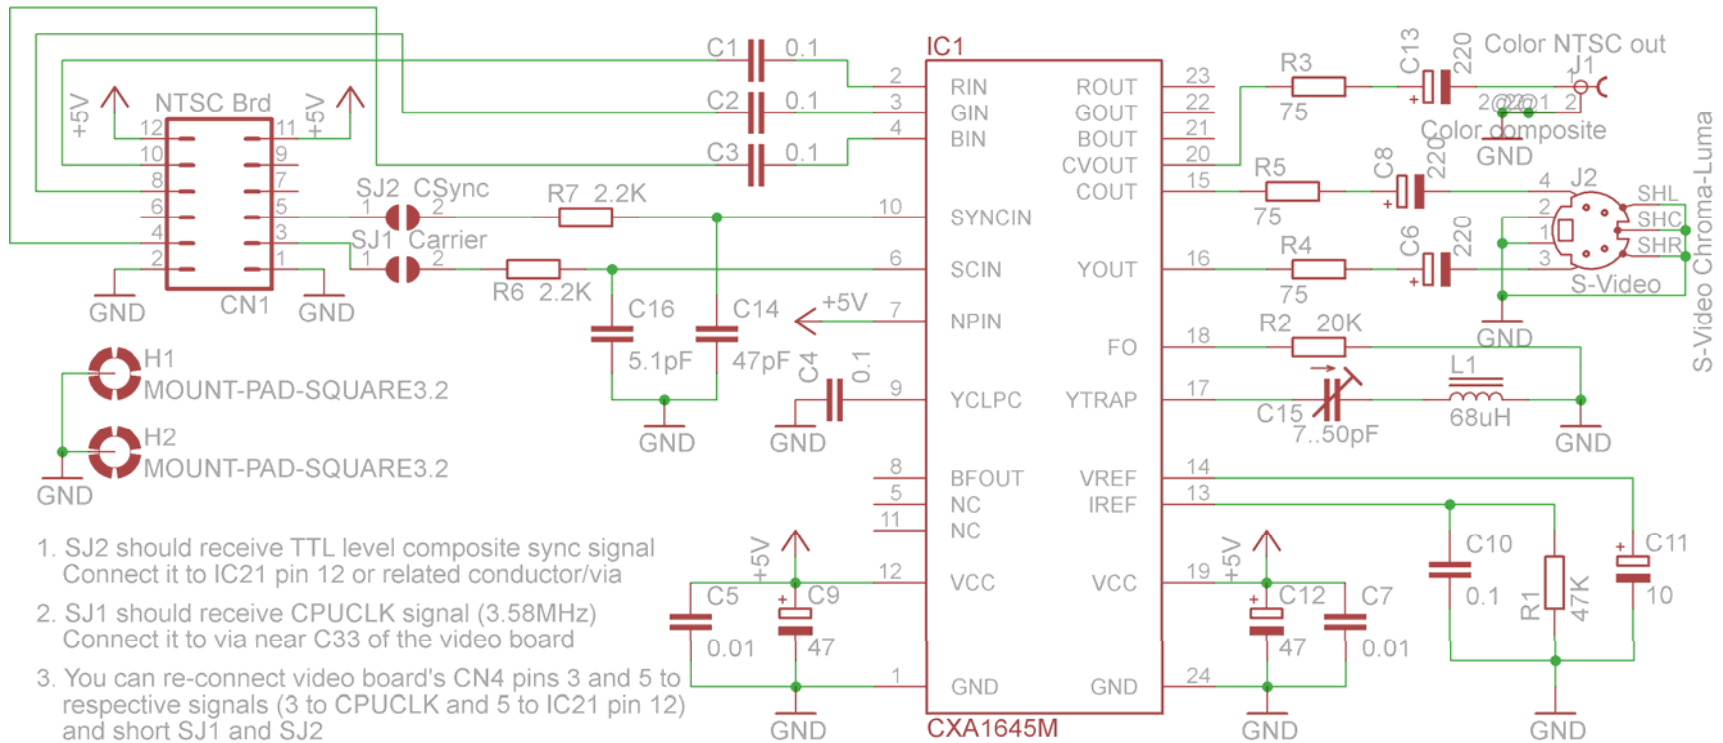 C1 0.1
C2 0.1
C3 0.1
+5V
NTSC Brd
+5V
12 11
10 9
8 7
6 5
4 3
2 1
GND
CN1
GND
SJ2 CSync
1 2
SJ1 Carrier
1 2
R7 2.2K
R6 2.2K
C16
5.1pF
C14
47pF
GND
+5V
C4
0.1
GND
H1
MOUNT-PAD-SQUARE3.2
H2
MOUNT-PAD-SQUARE3.2
GND
IC1
2 RIN
3 GIN
4 BIN
10 SYNCIN
6 SCIN
7 NPIN
9 YCLPC
8 BFOUT
5 NC
11 NC
12 VCC
1 GND
ROUT 23
GOUT 22
BOUT 21
CVOUT 20
COUT 15
YOUT 16
FO 18
YTRAP 17
VREF 14
IREF 13
VCC 19
GND 24
CXA1645M
R3
75
C13
220
Color NTSC out
J1
1
2
Color composite
GND
R5
75
C8
220
R4
75
C6
220
J2
4
2
1
3
SHL
SHC
SHR
S-Video
GND
S-Video Chroma-Luma
R2 20K
C15
7..50pF
L1
68uH
GND
+5V
C5
0.01
C9
47
GND
+5V
C12
47
C7
0.01
GND
C10
0.1
R1
47K
C11
10
GND
1. SJ2 should receive TTL level composite sync signal
Connect it to IC21 pin 12 or related conductor/via
2. SJ1 should receive CPUCLK signal (3.58MHz)
Connect it to via near C33 of the video board
3. You can re-connect video board's CN4 pins 3 and 5 to
respective signals (3 to CPUCLK and 5 to IC21 pin 12)
and short SJ1 and SJ2